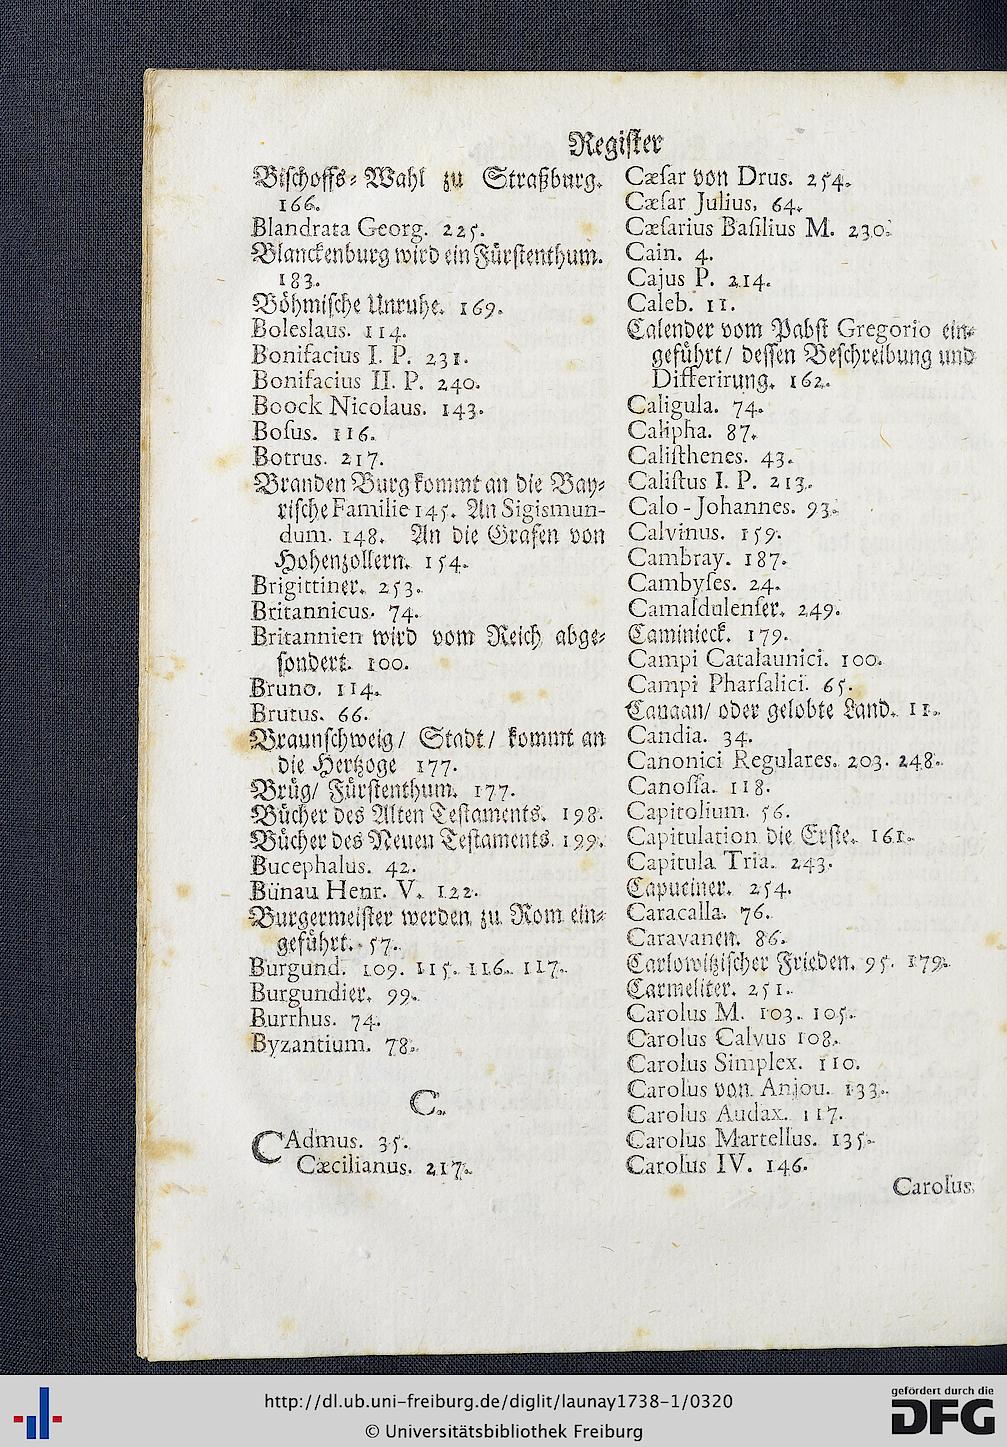 Register
Bischoffs-Wahl zu Straßburg.
166.
Blandrata Georg. 225.
Blanckenburg wird ein Fürstenthum.
183.
Böhmische Unruhe. 169.
Boleslaus. 114.
Bonifacius I. P. 231.
Bonifacius II. P. 240.
Boock Nicolaus. 143.
Bosus. 116.
Botrus. 217.
Branden Burg kommt an die Bay-
rische Familie 145. An Sigismun-
dum. 148. An die Grafen von
Hohenzollern. 154.
Brigittiner. 253.
Britannicus. 74.
Britannien wird vom Reich abge-
sondert. 100.
Bruno. 114.
Brutus. 66.
Braunschweig/ Stadt/ kommt an
die Hertzoge 177.
Brüg/ Fürstenthum. 177.
Bücher des Alten Testaments. 198.
Bücher des Neuen Testaments. 199.
Bucephalus. 42.
Bünau Henr. V. 122.
Burgermeister werden zu Rom ein-
geführt. 57.
Burgund. 109. 115. 116. 117.
Burgundier. 99.
Burrhus. 74.
Byzantium. 78.
C.
CAdmus. 35.
Cæcilianus. 217.
Cæsar von Drus. 254.
Cæsar Julius. 64.
Cæsarius Basilius M. 230.
Cain. 4.
Cajus P. 214.
Caleb. 11.
Calender vom Pabst Gregorio ein-
geführt/ dessen Beschreibung und
Differirung. 162.
Caligula. 74.
Calipha. 87.
Calisthenes. 43.
Calistus I. P. 213.
Calo-Johannes. 93.
Calvinus. 159.
Cambray. 187.
Cambyses. 24.
Camaldulenser. 249.
Caminieck. 179.
Campi Catalaunici. 100.
Campi Pharsalici. 65.
Canaan/ oder gelobte Land. 11.
Candia. 34.
Canonici Regulares. 203. 248.
Canossa. 118.
Capitolium. 56.
Capitulation die Erste. 161.
Capitula Tria. 243.
Capuciner. 254.
Caracalla. 76.
Caravanen. 86.
Carlowitzischer Frieden. 95. 179.
Carmeliter. 251.
Carolus M. 103. 105.
Carolus Calvus 108.
Carolus Simplex. 110.
Carolus von Anjou. 133.
Carolus Audax. 117.
Carolus Martellus. 135.
Carolus IV. 146.
Carolus
http://dl.ub.uni-freiburg.de/diglit/launay1738-1/0320
© Universitätsbibliothek Freiburg
gefördert durch die
DFG